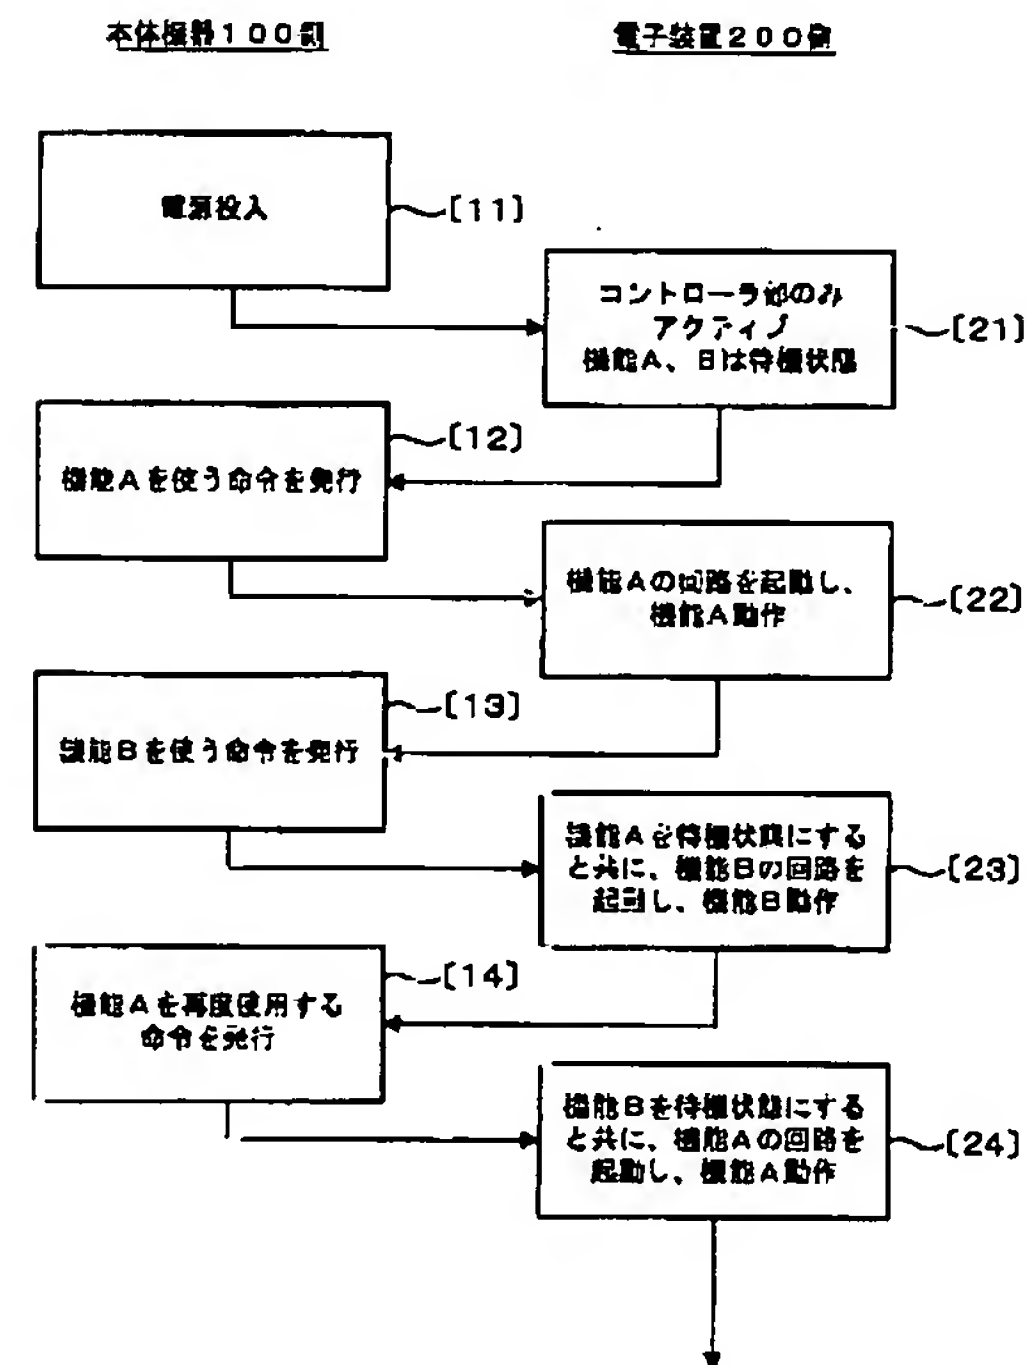 本体機器100側
電子装置200側
電源投入
[11]
コントローラ部のみ
アクティブ
機能A、Bは待機状態
[21]
[12]
機能Aを使う命令を発行
機能Aの回路を起動し、
機能A動作
[22]
[13]
機能Bを使う命令を発行
機能Aを待機状態にする
と共に、機能Bの回路を
起動し、機能B動作
[23]
[14]
機能Aを再度使用する
命令を発行
機能Bを待機状態にする
と共に、機能Aの回路を
起動し、機能A動作
[24]